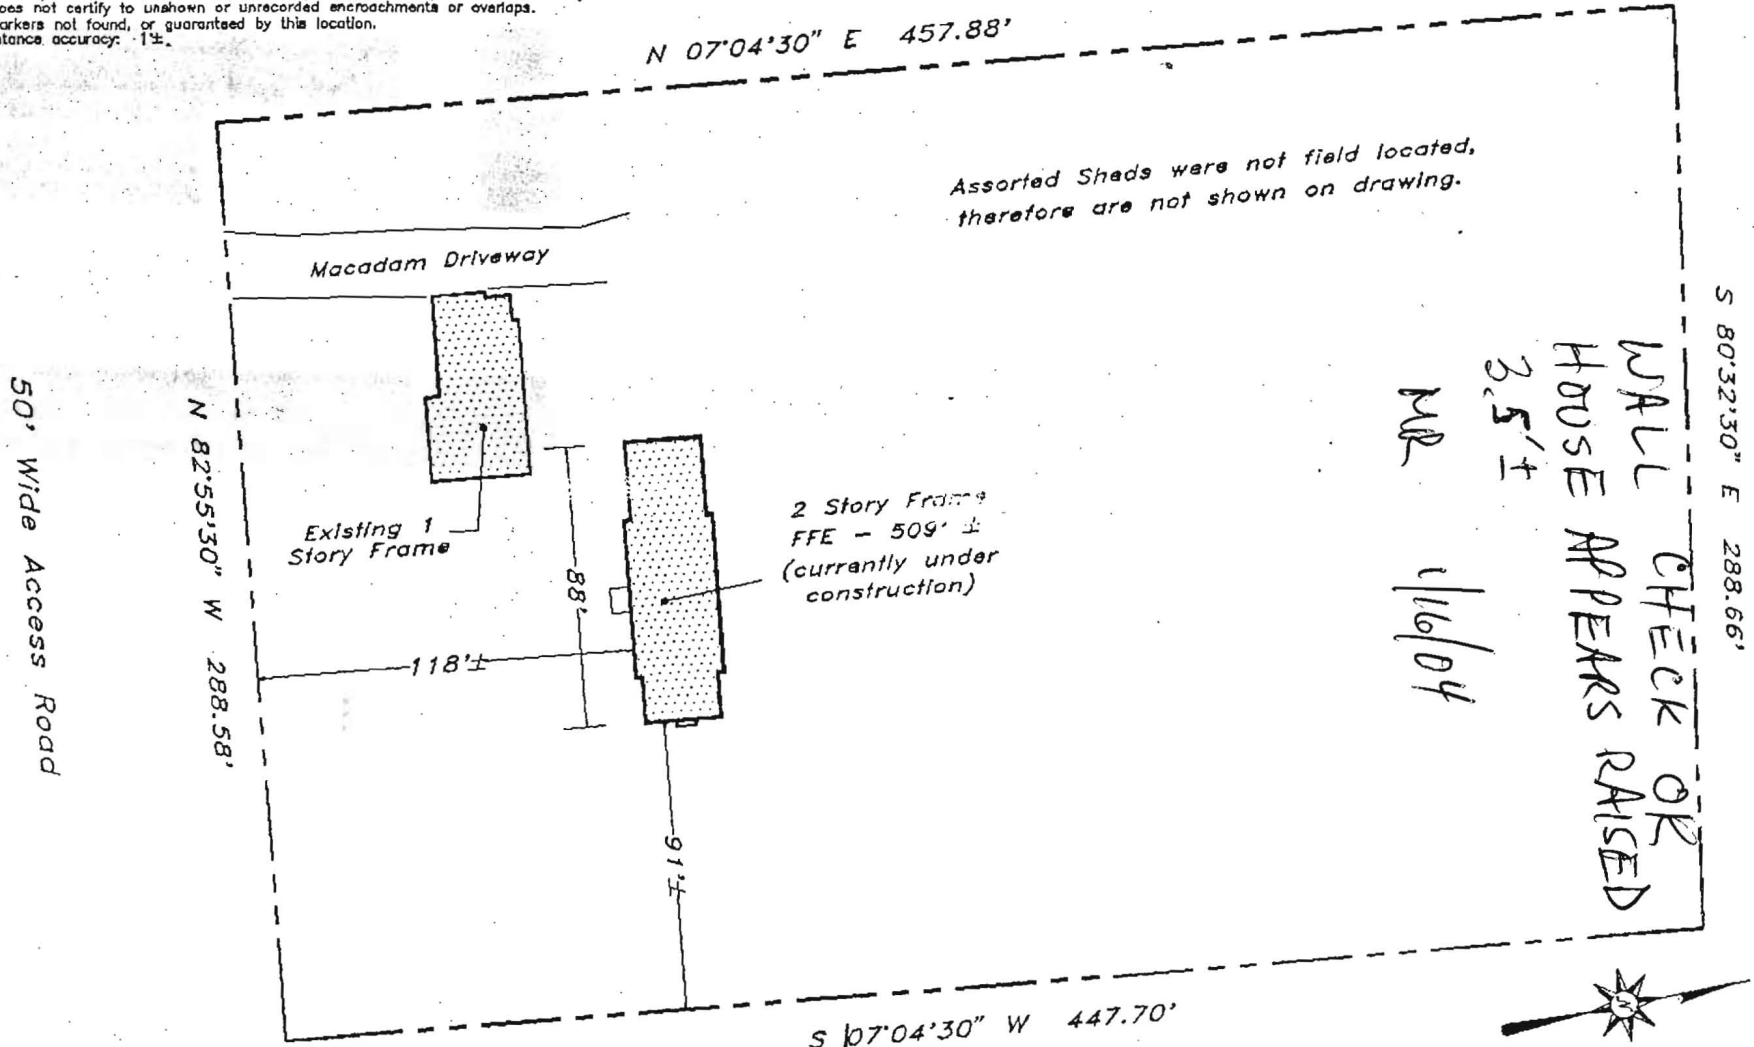 oes not certify to unshown or unrecorded encroachments or overlaps.
arkers not found, or guaranteed by this location.
tance accuracy: 1'±.
N 07°04'30" E 457.88'
Assorted Sheds were not field located,
therefore are not shown on drawing.
Macadam Driveway
S 80°32'30" E 288.66'
WALL CHECK OK
HOUSE APPEARS RAISED
3.5'±
MR 1/16/04
50' Wide Access Road
N 82°55'30" W 288.58'
Existing 1
Story Frame
88'
2 Story Frame
FFE - 509' ±
(currently under
construction)
118'±
91'±
S 07°04'30" W 447.70'
N